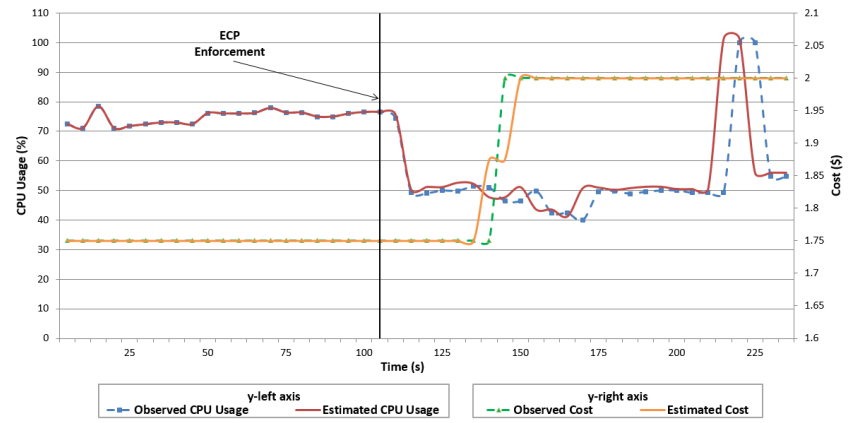 110
100
90
80
70
60
50
40
30
20
10
0
CPU Usage (%)
ECP
Enforcement
2.1
2.05
2
1.95
1.9
1.85
1.8
1.75
1.7
1.65
1.6
Cost ($)
25 50 75 100 125 150 175 200 225
Time (s)
y-left axis
Observed CPU Usage Estimated CPU Usage
y-right axis
Observed Cost Estimated Cost